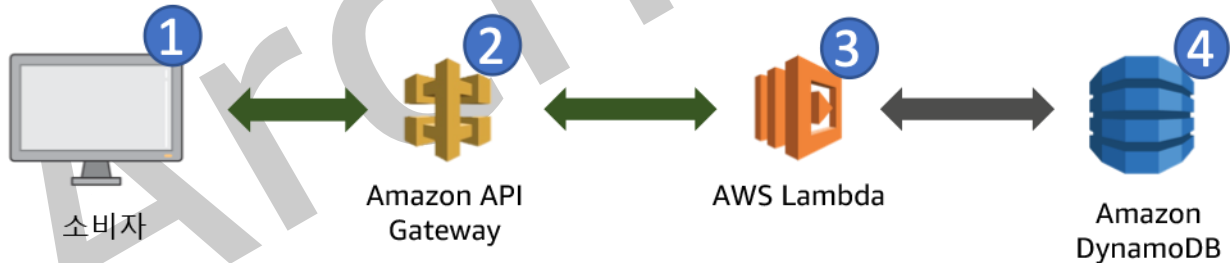 1
2
3
4
소비자
Amazon API
Gateway
AWS Lambda
Amazon
DynamoDB